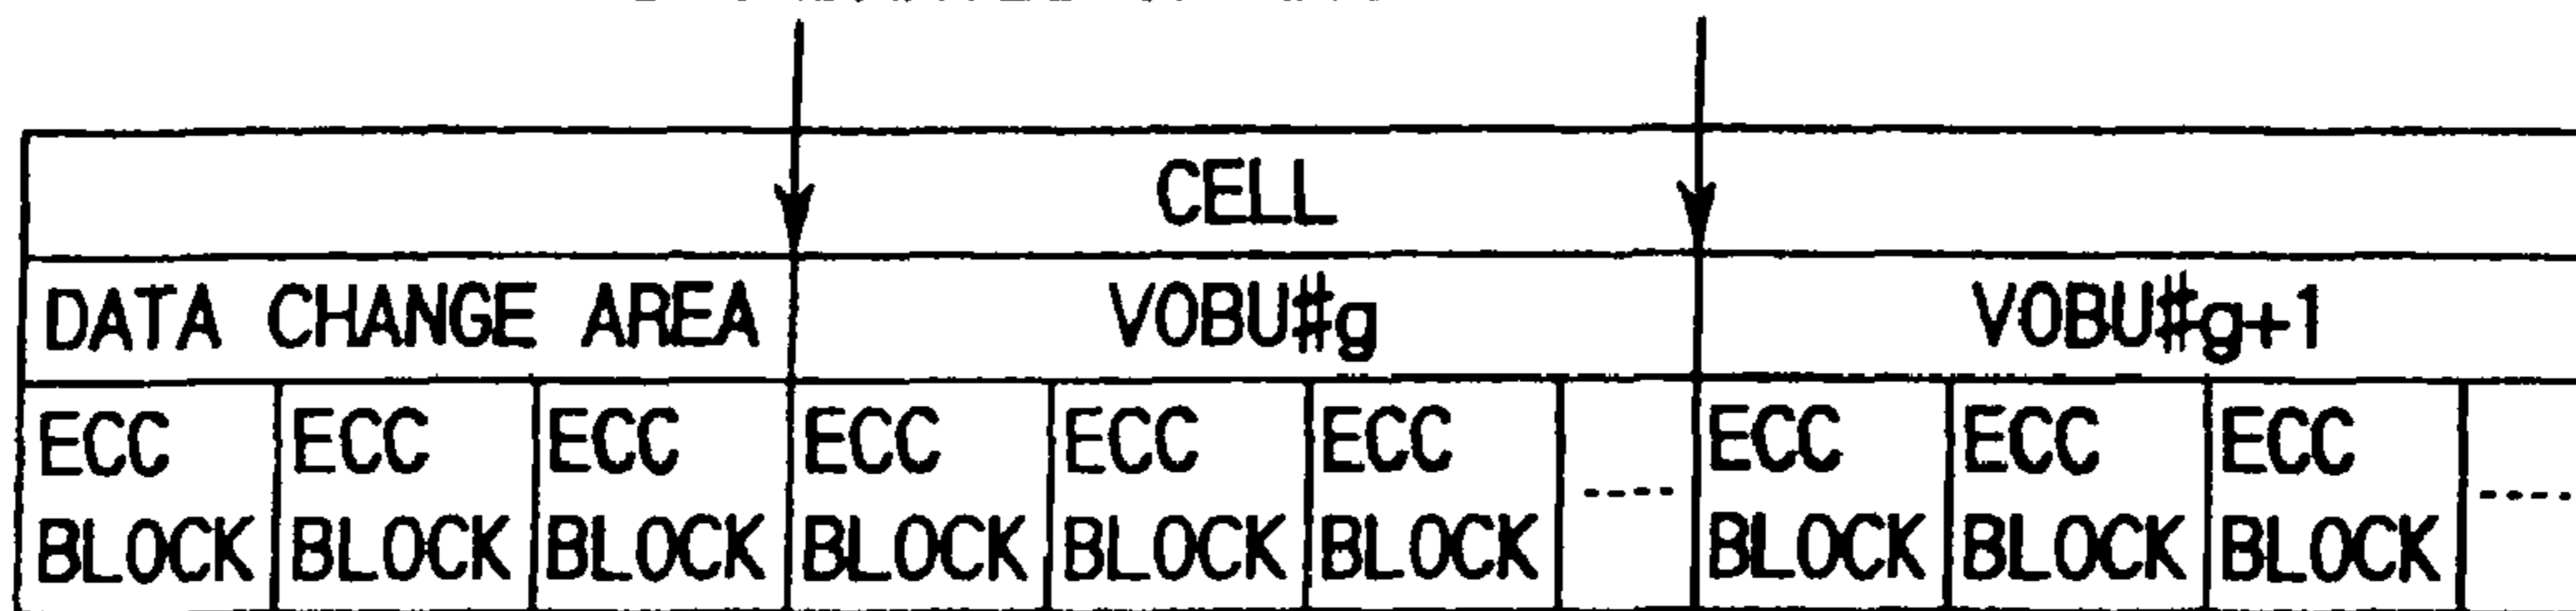 CELL
DATA CHANGE AREA VOBU#g VOBU#g+1
ECC ECC ECC ECC ECC ECC ECC ECC ECC
BLOCK BLOCK BLOCK BLOCK BLOCK BLOCK ---- BLOCK BLOCK BLOCK ----